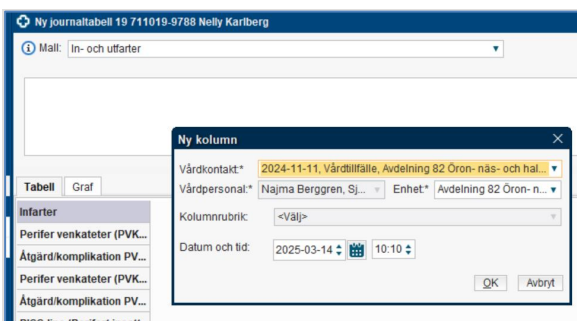 Ny journaltabell 19 711019-9788 Nelly Karlberg
Mall: In- och utfarter
Ny kolumn
Vårdkontakt:* 2024-11-11, Vårdtillfälle, Avdelning 82 Öron- näs- och hal...
Vårdpersonal:* Najma Berggren, Sj... Enhet:* Avdelning 82 Öron- n...
Kolumnrubrik: <Välj>
Datum och tid: 2025-03-14 10:10
OK Avbryt
Tabell Graf
Infarter
Perifer venkateter (PVK...
Åtgärd/komplikation PV...
Perifer venkateter (PVK...
Åtgärd/komplikation PV...